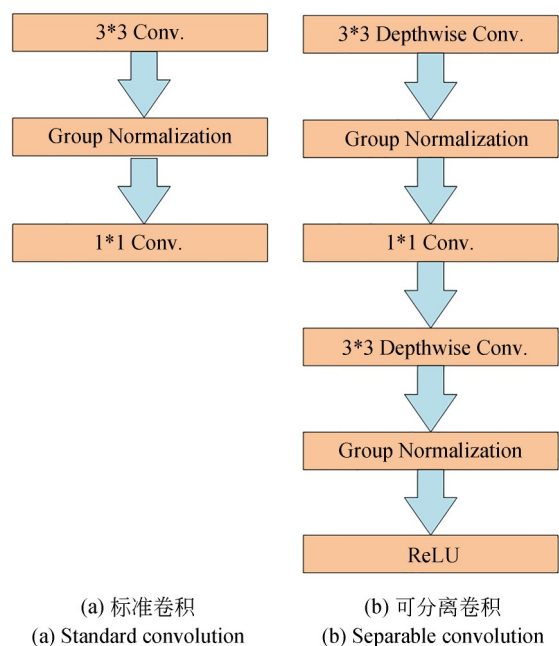 3*3 Conv.
Group Normalization
1*1 Conv.
(a) 标准卷积
(a) Standard convolution
3*3 Depthwise Conv.
Group Normalization
1*1 Conv.
3*3 Depthwise Conv.
Group Normalization
ReLU
(b) 可分离卷积
(b) Separable convolution